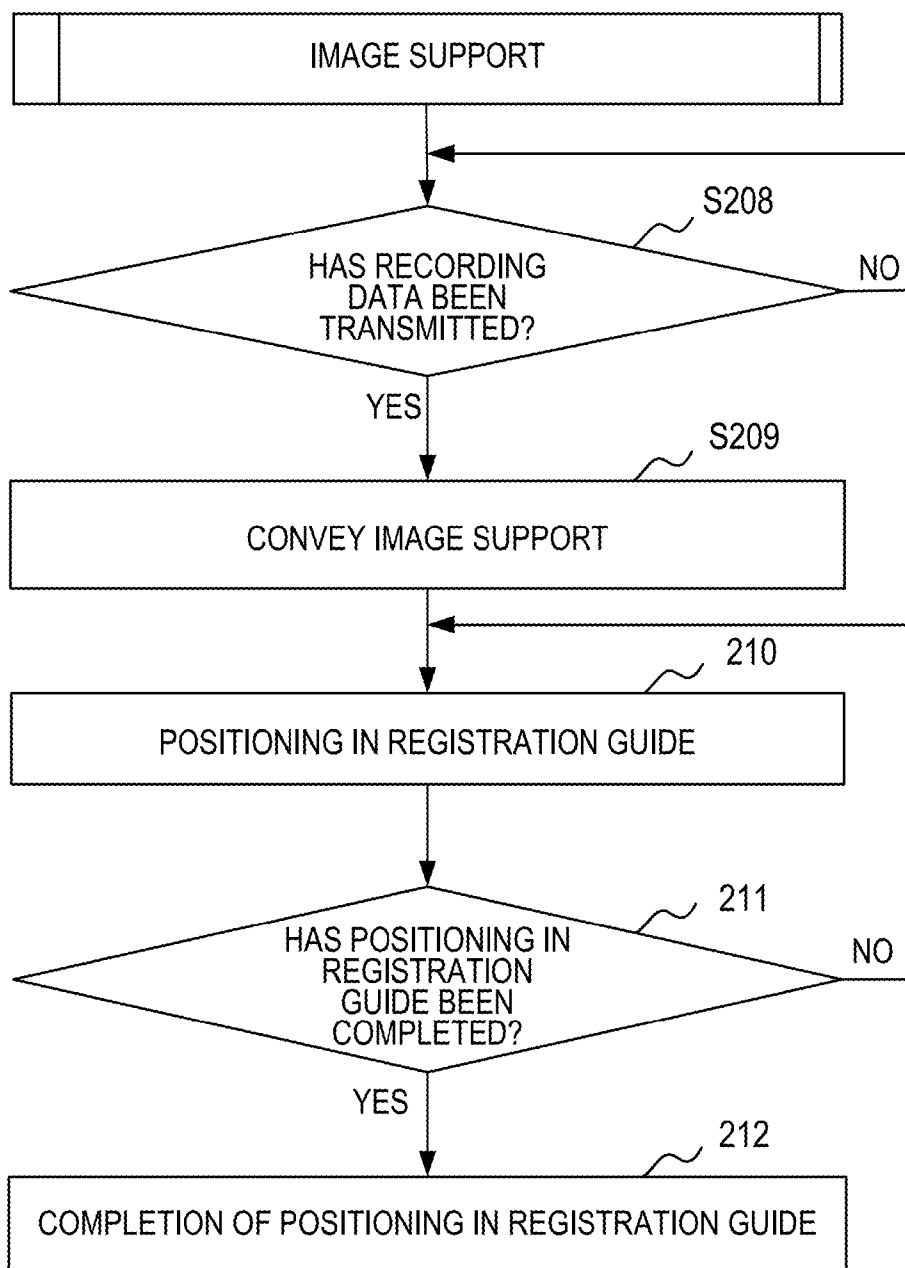 IMAGE SUPPORT
S208
HAS RECORDING
DATA BEEN
TRANSMITTED?
NO
YES
S209
CONVEY IMAGE SUPPORT
210
POSITIONING IN REGISTRATION GUIDE
211
HAS POSITIONING IN
REGISTRATION
GUIDE BEEN
COMPLETED?
NO
YES
212
COMPLETION OF POSITIONING IN REGISTRATION GUIDE